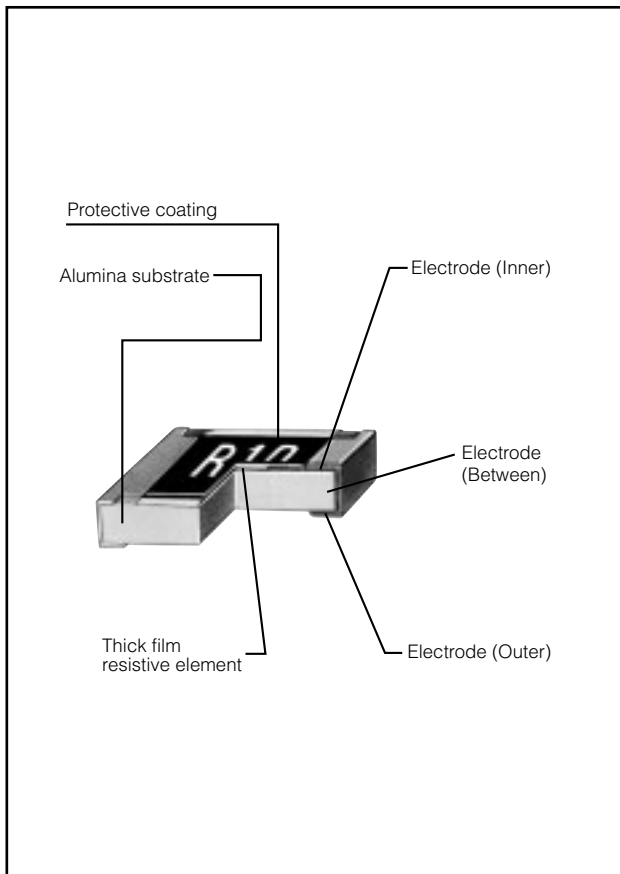 Protective coating
Alumina substrate
Electrode (Inner)
R10
Electrode
(Between)
Thick film
resistive element
Electrode (Outer)